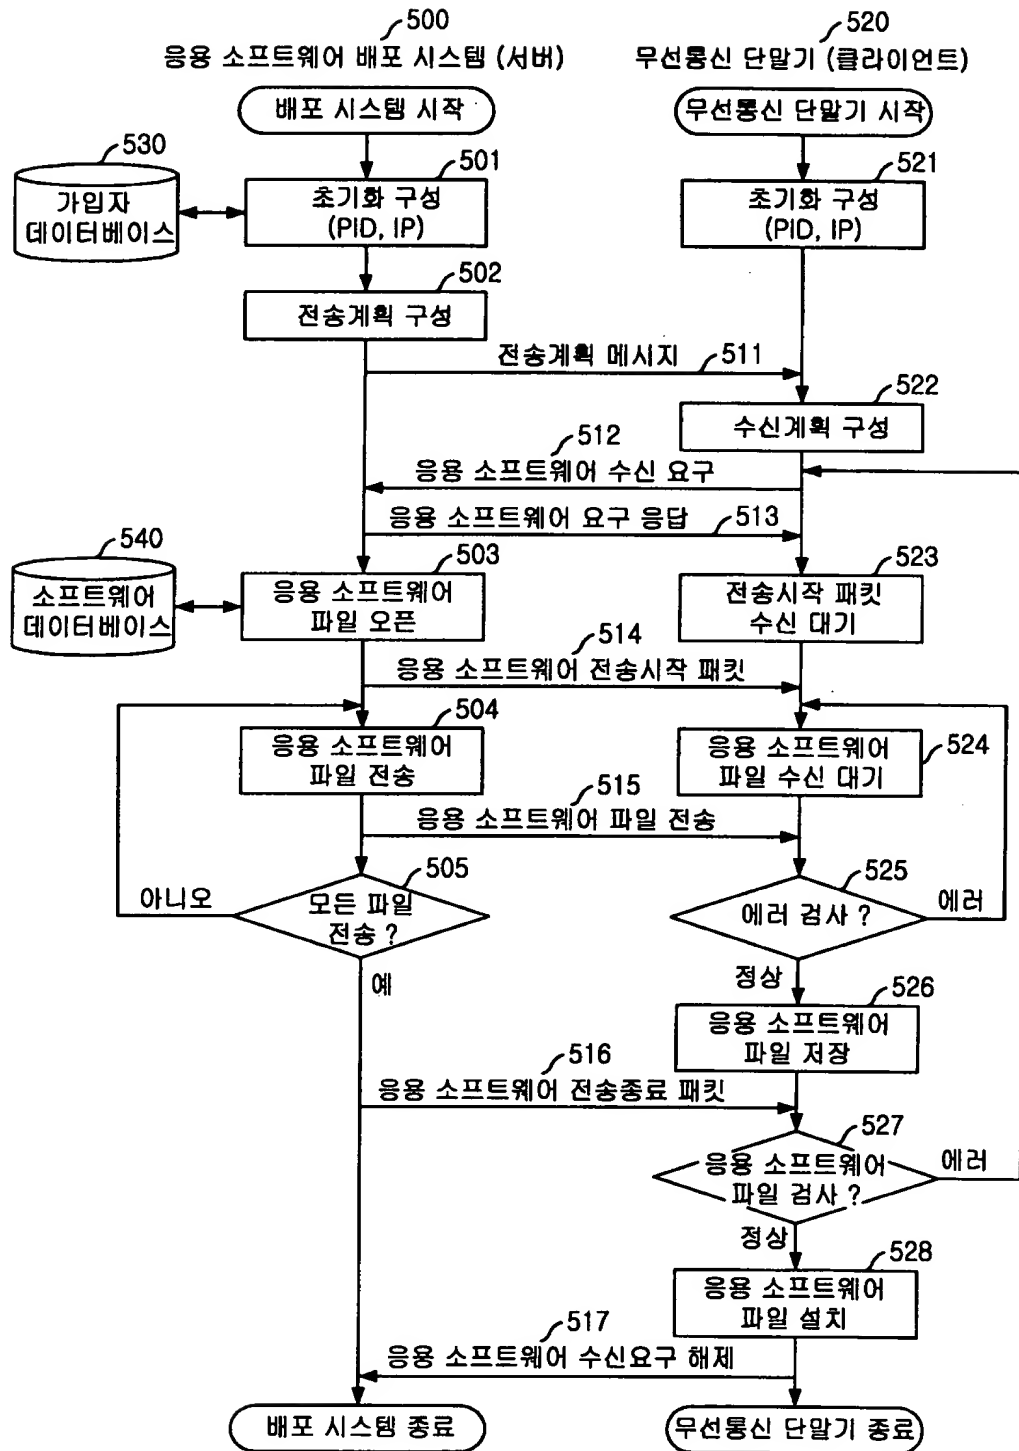 500
응용 소프트웨어 배포 시스템 (서버)
520
무선통신 단말기 (클라이언트)
배포 시스템 시작
무선통신 단말기 시작
530
가입자
데이터베이스
501
초기화 구성
(PID, IP)
521
초기화 구성
(PID, IP)
502
전송계획 구성
전송계획 메시지
511
522
수신계획 구성
512
응용 소프트웨어 수신 요구
응용 소프트웨어 요구 응답
513
540
소프트웨어
데이터베이스
503
응용 소프트웨어
파일 오픈
523
전송시작 패킷
수신 대기
514
응용 소프트웨어 전송시작 패킷
504
응용 소프트웨어
파일 전송
응용 소프트웨어
파일 수신 대기
524
515
응용 소프트웨어 파일 전송
505
모든 파일
전송 ?
아니오
예
525
에러 검사 ?
에러
정상
526
응용 소프트웨어
파일 저장
516
응용 소프트웨어 전송종료 패킷
527
응용 소프트웨어
파일 검사 ?
에러
정상
528
응용 소프트웨어
파일 설치
517
응용 소프트웨어 수신요구 해제
배포 시스템 종료
무선통신 단말기 종료